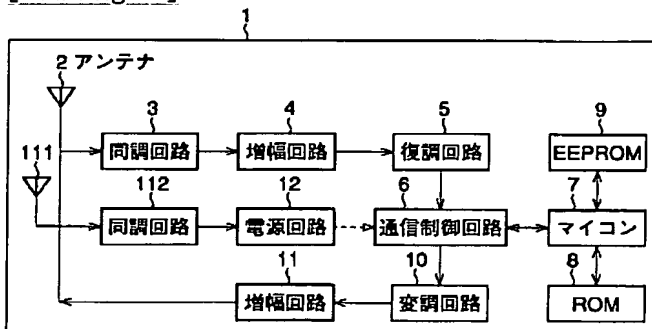 1
2 アンテナ
3
4
5
9
111
同調回路
増幅回路
復調回路
EEPROM
112
12
6
7
同調回路
電源回路
通信制御回路
マイコン
11
10
8
増幅回路
変調回路
ROM